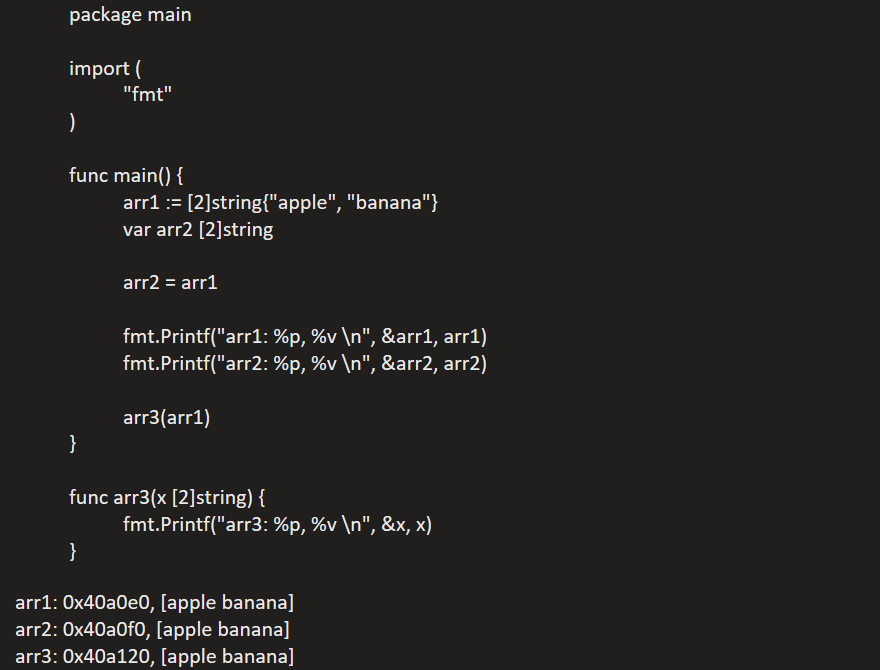 package main
import (
"fmt"
)
func main() {
arr1 := [2]string{"apple", "banana"}
var arr2 [2]string
arr2 = arr1
fmt.Printf("arr1: %p, %v \n", &arr1, arr1)
fmt.Printf("arr2: %p, %v \n", &arr2, arr2)
arr3(arr1)
}
func arr3(x [2]string) {
fmt.Printf("arr3: %p, %v \n", &x, x)
}
arr1: 0x40a0e0, [apple banana]
arr2: 0x40a0f0, [apple banana]
arr3: 0x40a120, [apple banana]